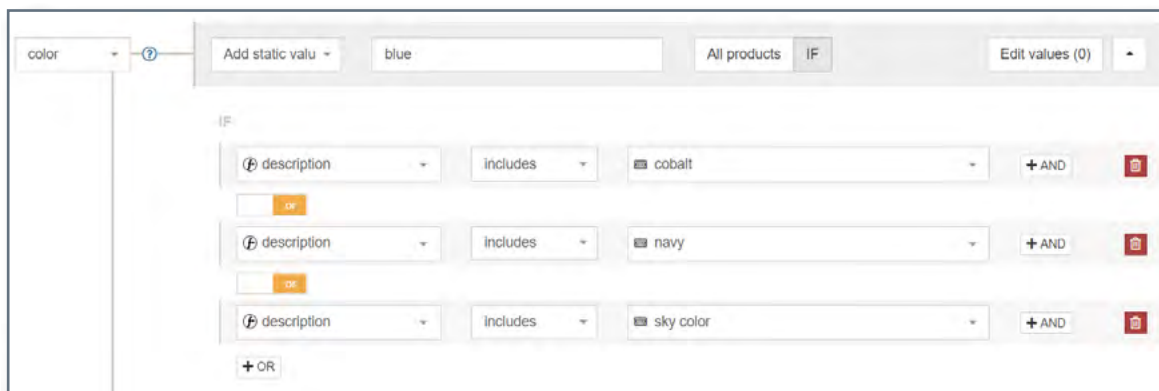 color ? Add static valu blue All products IF Edit values (0)
IF
description includes cobalt + AND
or
description includes navy + AND
or
description includes sky color + AND
+ OR